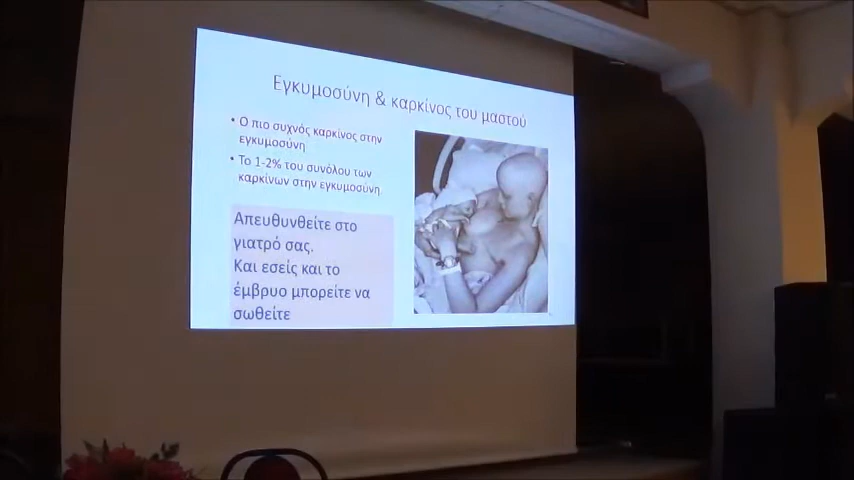 Εγκυμοσύνη & καρκίνος του μαστού
• Ο πιο συχνός καρκίνος στην
εγκυμοσύνη
• Το 1-2% του συνόλου των
καρκίνων στην εγκυμοσύνη
Απευθυνθείτε στο
γιατρό σας.
Και εσείς και το
έμβρυο μπορείτε να
σωθείτε